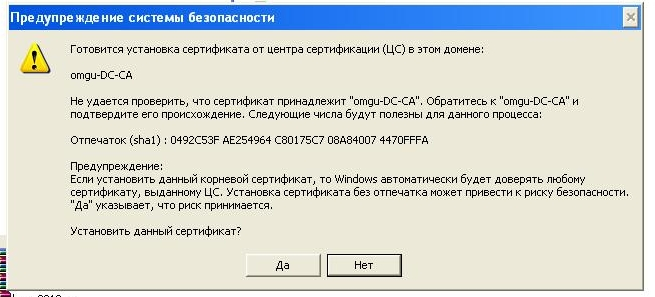 Предупреждение системы безопасности
Готовится установка сертификата от центра сертификации (ЦС) в этом домене:
omgu-DC-CA
Не удается проверить, что сертификат принадлежит "omgu-DC-CA". Обратитесь к "omgu-DC-CA" и
подтвердите его происхождение. Следующие числа будут полезны для данного процесса:
Отпечаток (sha1) : 0492C53F AE254964 C80175C7 08A84007 4470FFFA
Предупреждение:
Если установить данный корневой сертификат, то Windows автоматически будет доверять любому
сертификату, выданному ЦС. Установка сертификата без отпечатка может привести к риску безопасности.
"Да" указывает, что риск принимается.
Установить данный сертификат?
Да
Нет